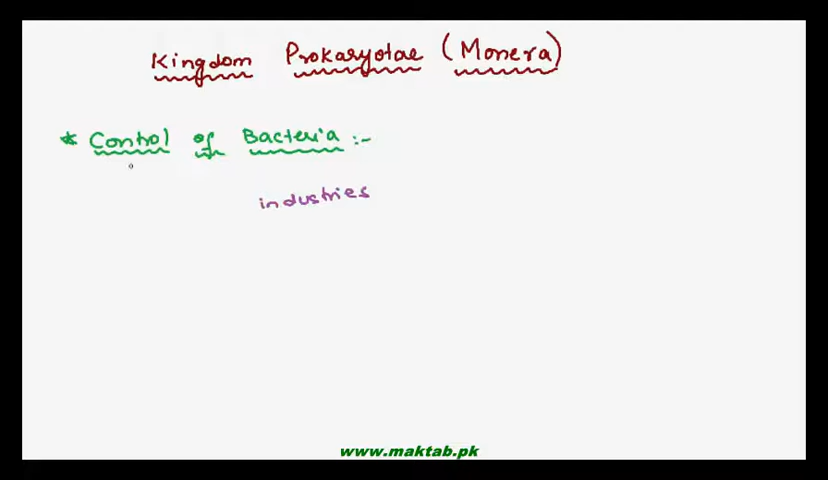 Kingdom Prokaryotae (Monera)
* Control of Bacteria :-
industries
www.maktab.pk